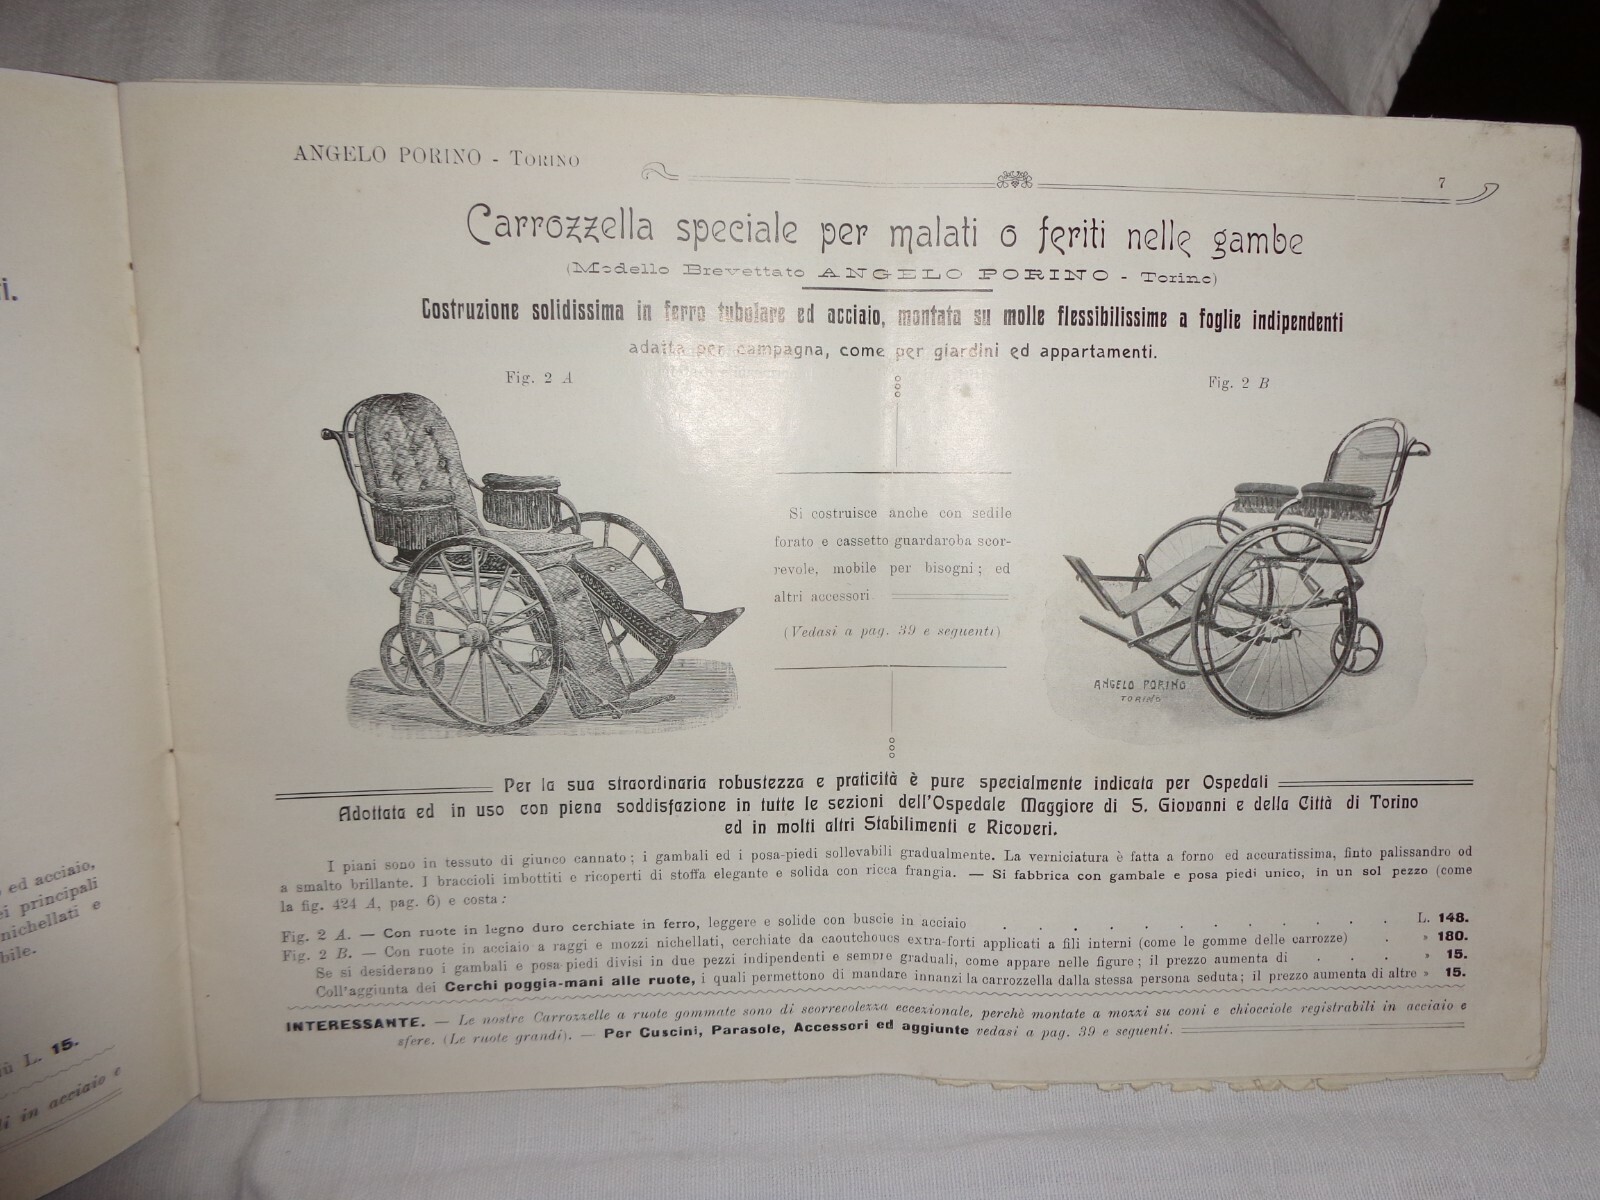 i.
ed acciaio,
ei principali
nichellati e
bile.
L. 15.
in acciaio e
ANGELO PORINO - TORINO
7
Carrozzella speciale per malati o feriti nelle gambe
(Modello Brevettato ANGELO PORINO - Torino)
Costruzione solidissima in ferro tubolare ed acciaio, montata su molle flessibilissime a foglie indipendenti
adatta per campagna, come per giardini ed appartamenti.
Fig. 2 A
Fig. 2 B
Si costruisce anche con sedile
forato e cassetto guardaroba scor-
revole, mobile per bisogni; ed
altri accessori
(Vedasi a pag. 39 e seguenti)
ANGELO PORINO
TORINO
Per la sua straordinaria robustezza e praticità è pure specialmente indicata per Ospedali
Adottata ed in uso con piena soddisfazione in tutte le sezioni dell'Ospedale Maggiore di S. Giovanni e della Città di Torino
ed in molti altri Stabilimenti e Ricoveri.
I piani sono in tessuto di giunco cannato; i gambali ed i posa-piedi sollevabili gradualmente. La verniciatura è fatta a forno ed accuratissima, finto palissandro od
a smalto brillante. I braccioli imbottiti e ricoperti di stoffa elegante e solida con ricca frangia. — Si fabbrica con gambale e posa piedi unico, in un sol pezzo (come
la fig. 424 A, pag. 6) e costa:
Fig. 2 A. — Con ruote in legno duro cerchiate in ferro, leggere e solide con buscie in acciaio . . . . . . . . . L. 148.
Fig. 2 B. — Con ruote in acciaio a raggi e mozzi nichellati, cerchiate da caoutchoucs extra-forti applicati a fili interni (come le gomme delle carrozze) . » 180.
Se si desiderano i gambali e posa-piedi divisi in due pezzi indipendenti e sempre graduali, come appare nelle figure; il prezzo aumenta di . . . » 15.
Coll'aggiunta dei Cerchi poggia-mani alle ruote, i quali permettono di mandare innanzi la carrozzella dalla stessa persona seduta; il prezzo aumenta di altre » 15.
INTERESSANTE. — Le nostre Carrozzelle a ruote gommate sono di scorrevolezza eccezionale, perchè montate a mozzi su coni e chiocciole registrabili in acciaio e
sfere. (Le ruote grandi). — Per Cuscini, Parasole, Accessori ed aggiunte vedasi a pag. 39 e seguenti.